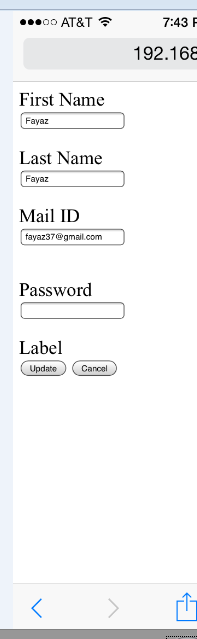 AT&T 7:43 P
192.168
First Name
Fayaz
Last Name
Fayaz
Mail ID
fayaz37@gmail.com
Password
Label
Update Cancel